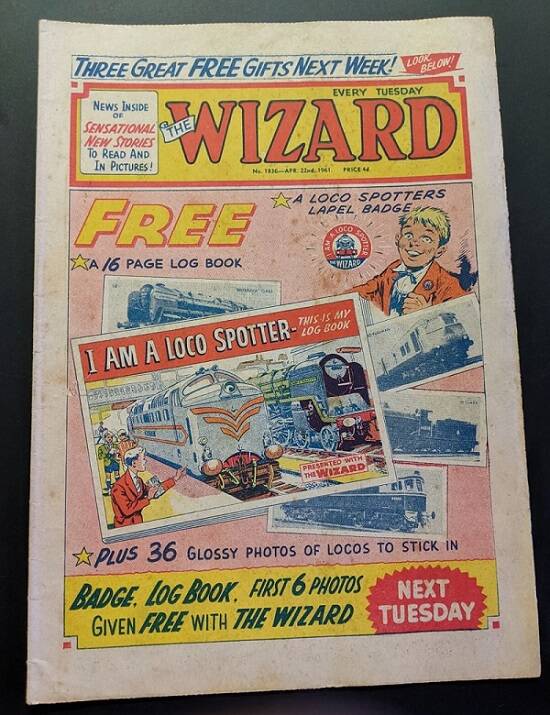 THREE GREAT FREE GIFTS NEXT WEEK!
LOOK BELOW!
NEWS INSIDE
OF
SENSATIONAL
NEW STORIES
TO READ AND
IN PICTURES!
EVERY TUESDAY
THE WIZARD
No. 1836—APR. 22nd, 1961. PRICE 4d.
FREE
A LOCO SPOTTERS
LAPEL BADGE
I AM A LOCO SPOTTER
THE WIZARD
A 16 PAGE LOG BOOK
I AM A LOCO SPOTTER-
THIS IS MY
LOG BOOK
PRESENTED WITH
THE WIZARD
PLUS 36 GLOSSY PHOTOS OF LOCOS TO STICK IN
BADGE, LOG BOOK, FIRST 6 PHOTOS
GIVEN FREE WITH THE WIZARD
NEXT
TUESDAY